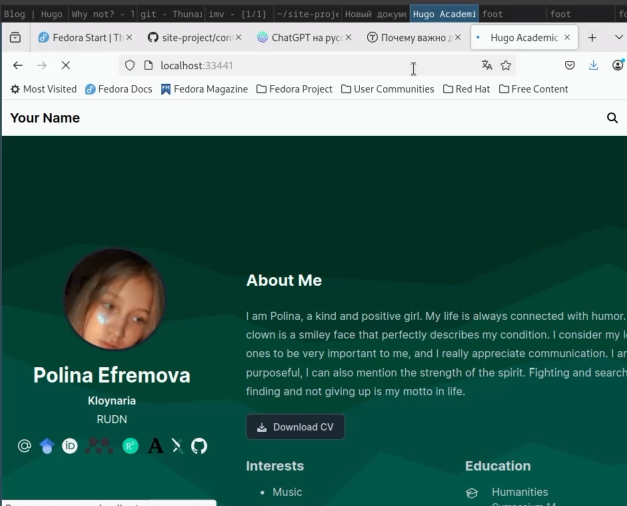 Blog | Hugo Why not? - T git - Thuna: imv - [1/1] ~/site-proje Новый докуме Hugo Academi foot foot
Fedora Start | Th site-project/con ChatGPT на русс Почему важно д Hugo Academic
localhost:33441
Most Visited Fedora Docs Fedora Magazine Fedora Project User Communities Red Hat Free Content
Your Name
About Me
I am Polina, a kind and positive girl. My life is always connected with humor.
clown is a smiley face that perfectly describes my condition. I consider my l
ones to be very important to me, and I really appreciate communication. I ar
purposeful, I can also mention the strength of the spirit. Fighting and search
finding and not giving up is my motto in life.
Polina Efremova
Kloynaria
RUDN
Download CV
Interests
Music
Education
Humanities